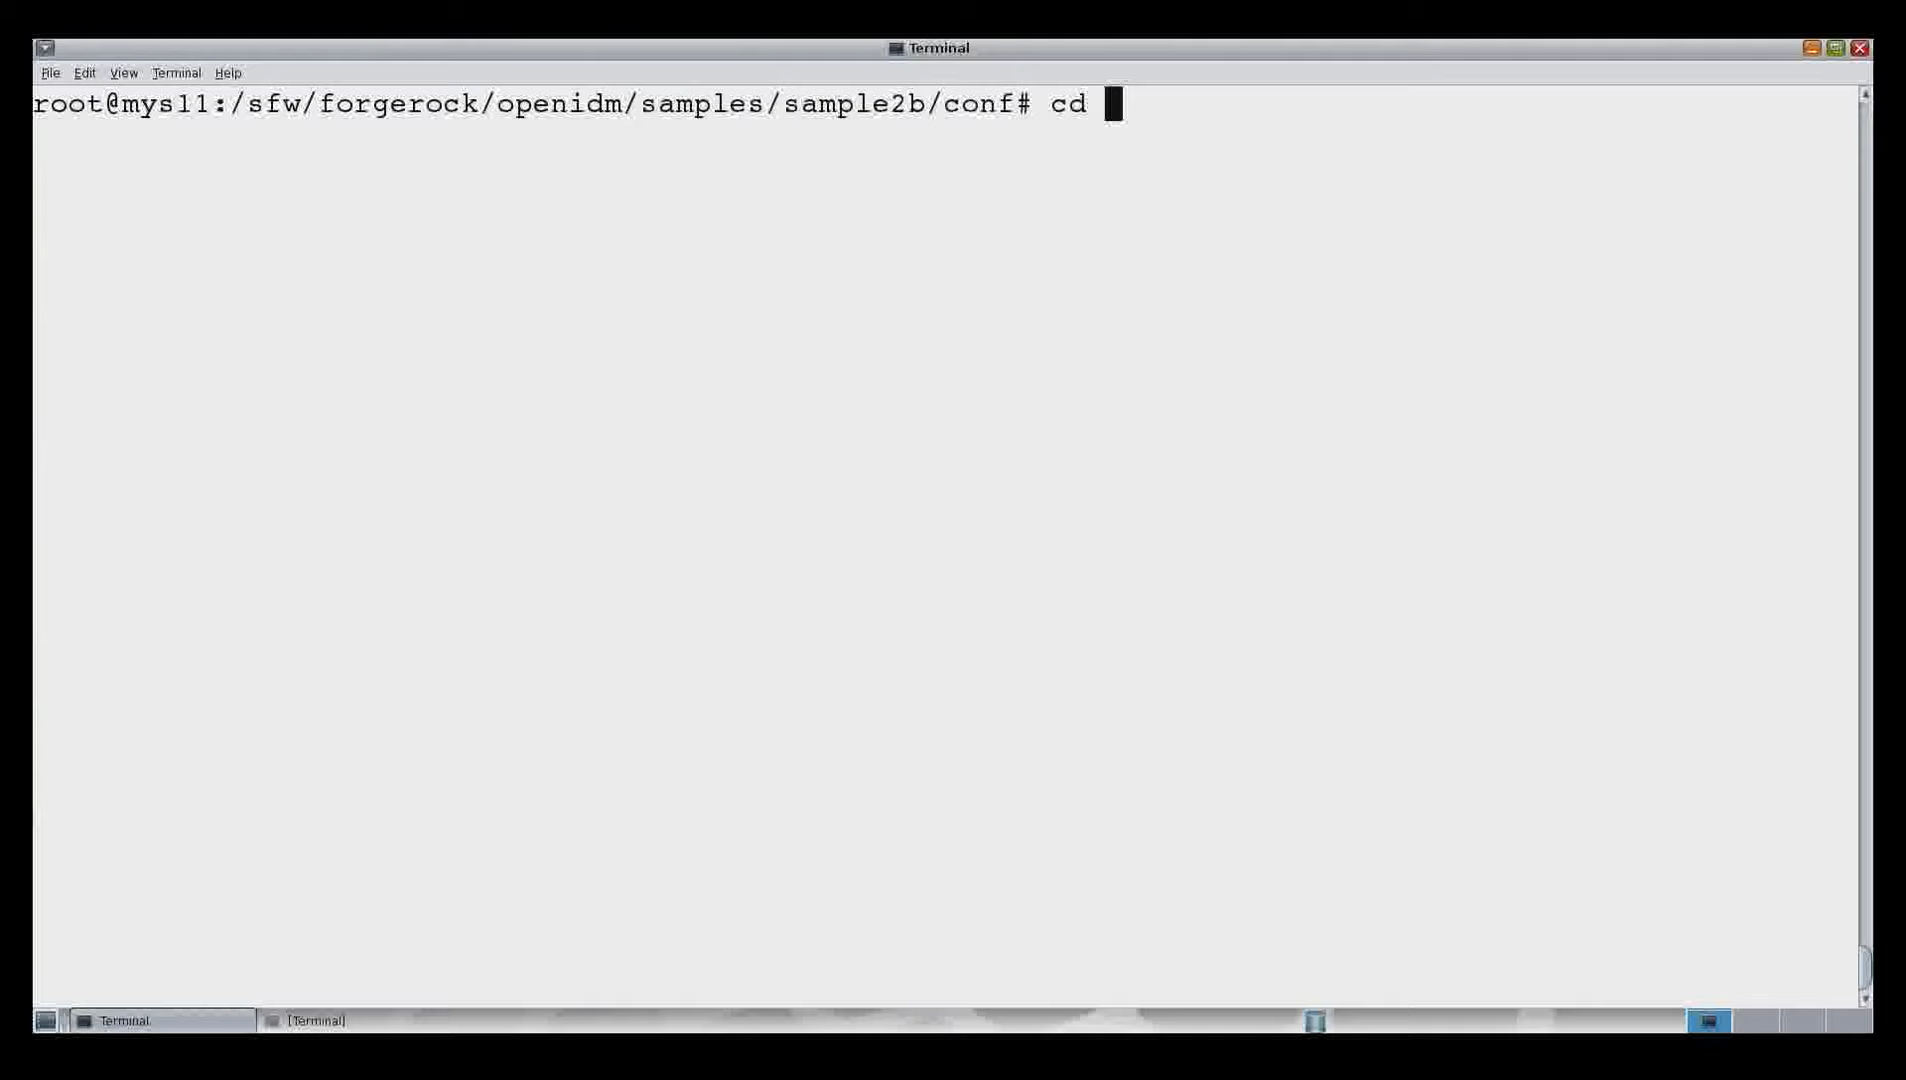 Terminal
File Edit View Terminal Help
root@mys11:/sfw/forgerock/openidm/samples/sample2b/conf# cd
Terminal [Terminal]